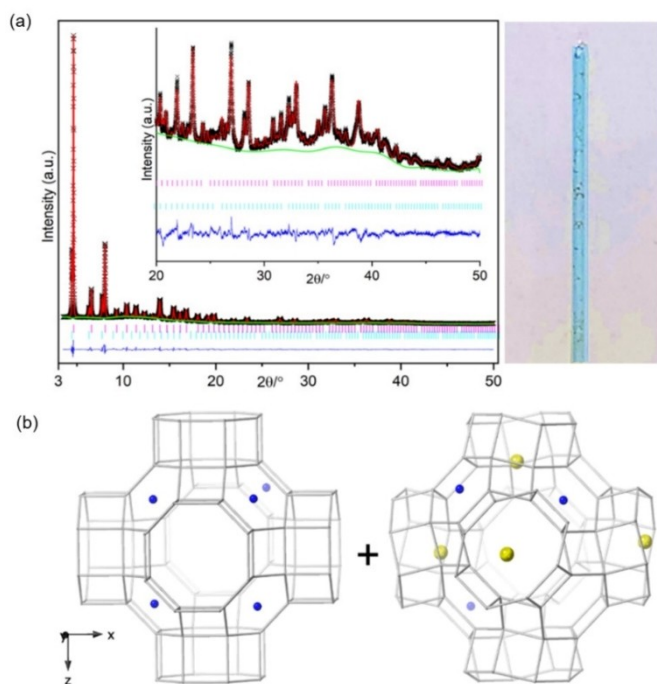 (a)
Intensity (a.u.)
Intensity (a.u.)
20 30 40 50
2θ/°
3 10 20 30 40 50
2θ/°
(b)
+
y x
z